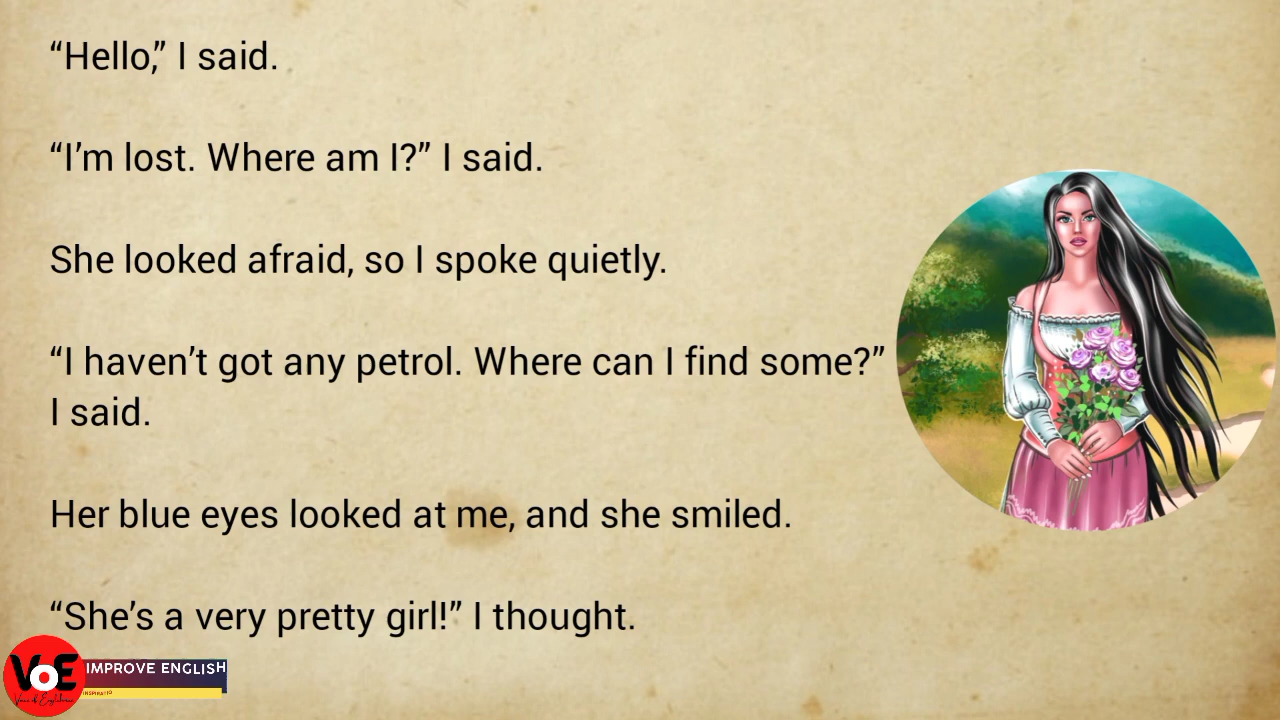 “Hello,” I said.
“I’m lost. Where am I?” I said.
She looked afraid, so I spoke quietly.
“I haven’t got any petrol. Where can I find some?”
I said.
Her blue eyes looked at me, and she smiled.
“She’s a very pretty girl!” I thought.
VOE
IMPROVE ENGLISH